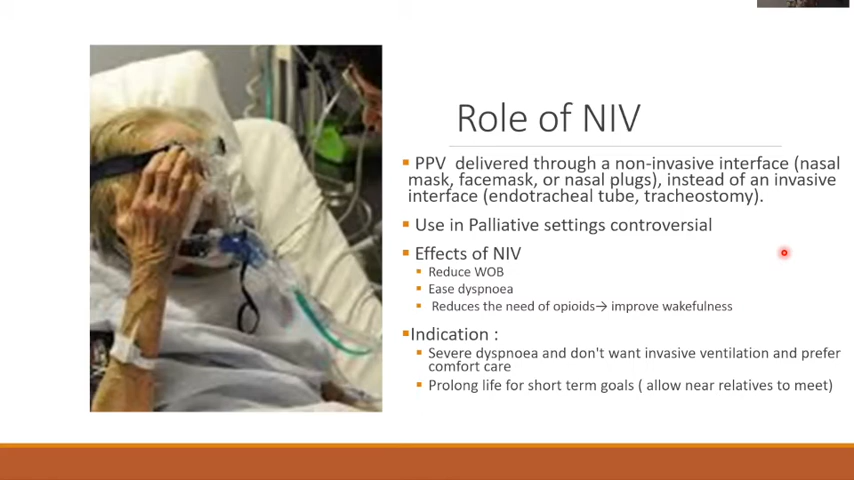 Role of NIV
PPV delivered through a non-invasive interface (nasal
mask, facemask, or nasal plugs), instead of an invasive
interface (endotracheal tube, tracheostomy).
Use in Palliative settings controversial
Effects of NIV
Reduce WOB
Ease dyspnoea
Reduces the need of opioids→ improve wakefulness
Indication :
Severe dyspnoea and don't want invasive ventilation and prefer
comfort care
Prolong life for short term goals ( allow near relatives to meet)